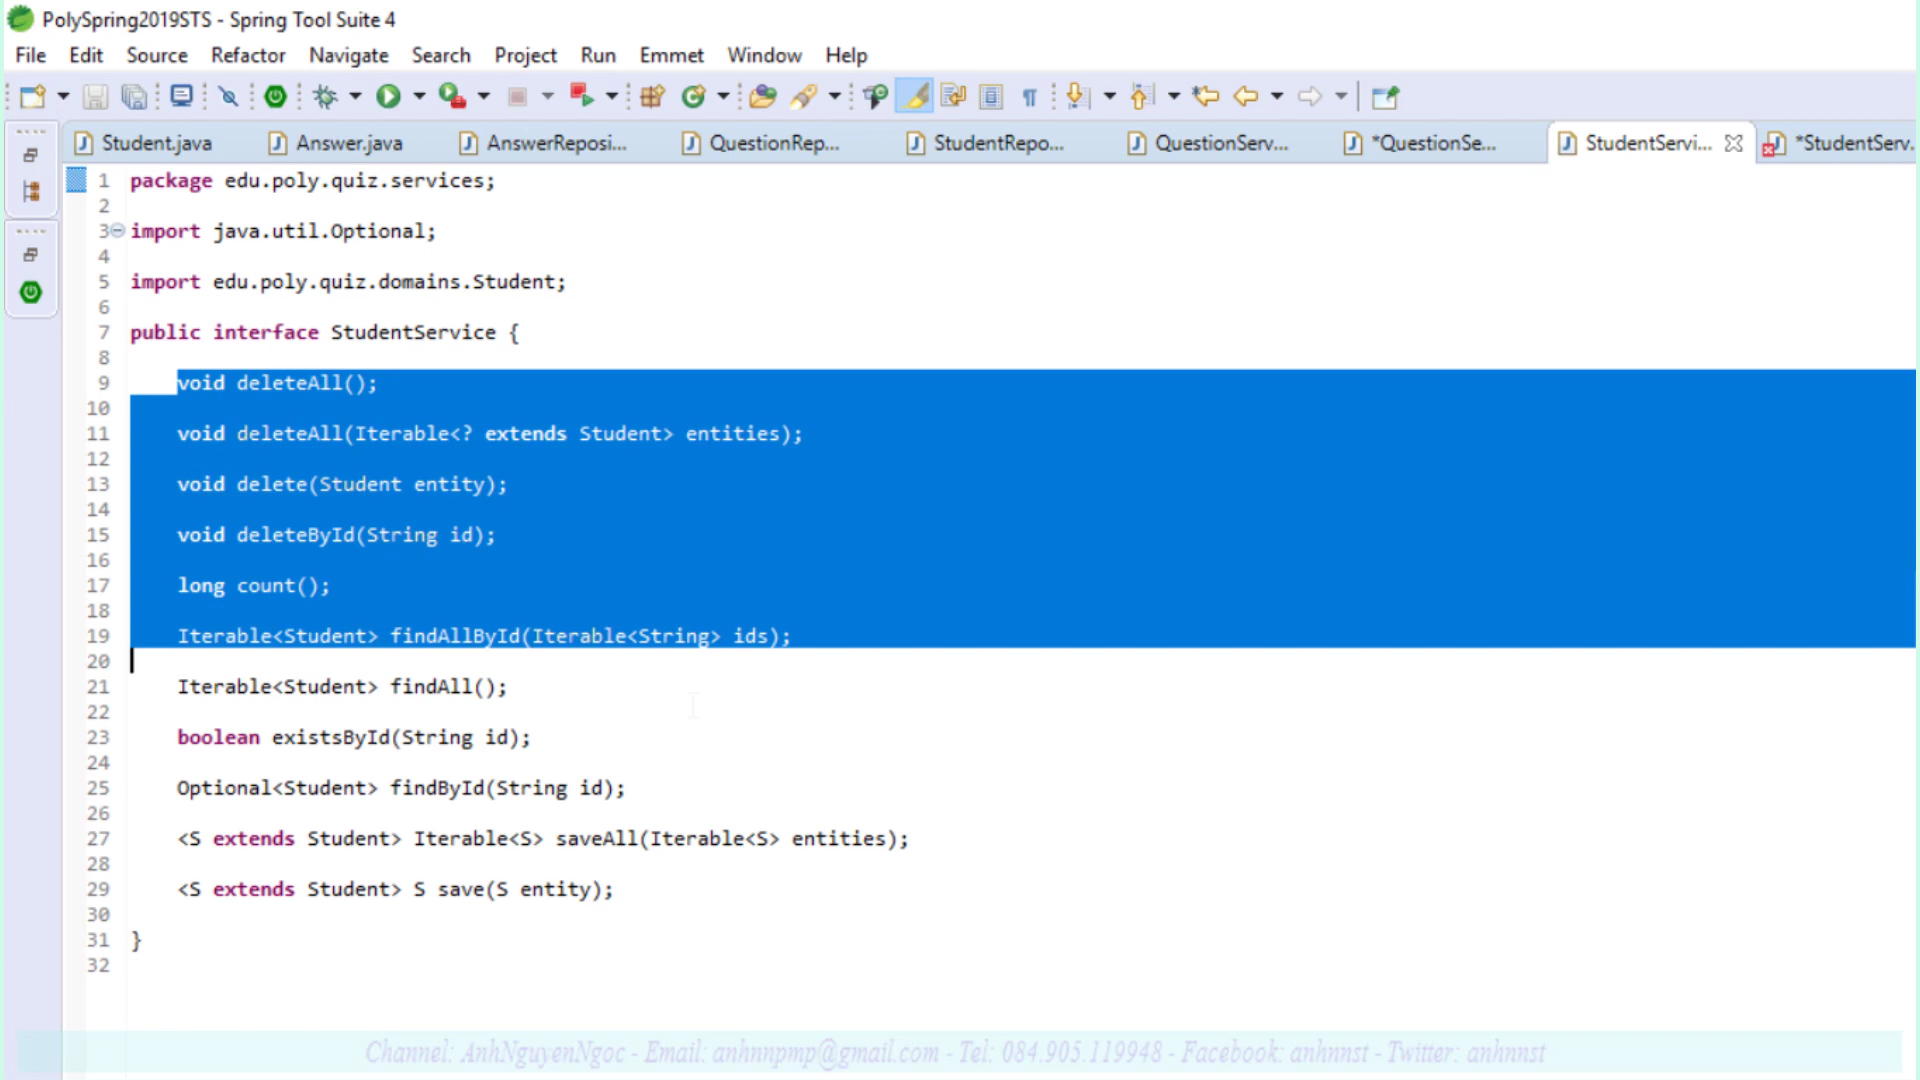 PolySpring2019STS - Spring Tool Suite 4
File Edit Source Refactor Navigate Search Project Run Emmet Window Help
Student.java Answer.java AnswerReposi... QuestionRep... StudentRepo... QuestionServ... *QuestionSe... StudentServi... *StudentServ.
1 package edu.poly.quiz.services;
2
3 import java.util.Optional;
4
5 import edu.poly.quiz.domains.Student;
6
7 public interface StudentService {
8
9 void deleteAll();
10
11 void deleteAll(Iterable<? extends Student> entities);
12
13 void delete(Student entity);
14
15 void deleteById(String id);
16
17 long count();
18
19 Iterable<Student> findAllById(Iterable<String> ids);
20
21 Iterable<Student> findAll();
22
23 boolean existsById(String id);
24
25 Optional<Student> findById(String id);
26
27 <S extends Student> Iterable<S> saveAll(Iterable<S> entities);
28
29 <S extends Student> S save(S entity);
30
31 }
32
Channel: AnhNguyenNgoc - Email: anhnnpmp@gmail.com - Tel: 084.905.119948 - Facebook: anhnnst - Twitter: anhnnst